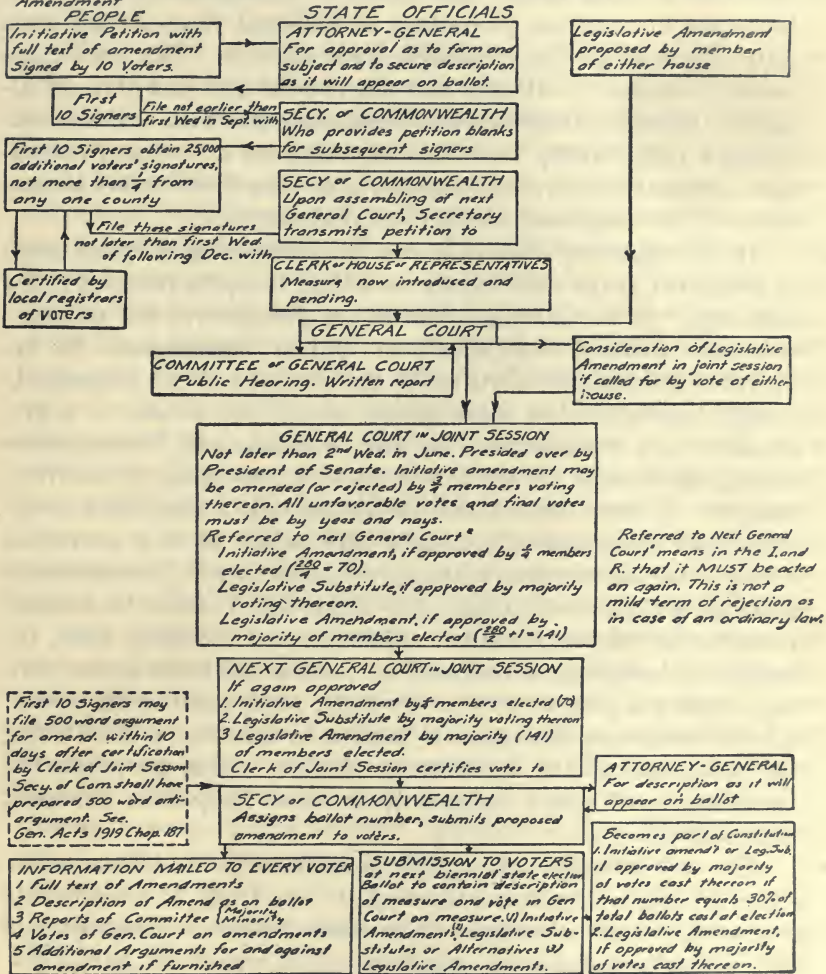 Amendment
PEOPLE
STATE OFFICIALS
Initiative Petition with
full text of amendment
Signed by 10 Voters.
ATTORNEY-GENERAL
For approval as to form and
subject and to secure description
as it will appear on ballot.
Legislative Amendment
proposed by member
of either house
First
10 Signers
File not earlier than
first Wed in Sept. with
SECY. OF COMMONWEALTH
Who provides petition blanks
for subsequent signers
First 10 Signers obtain 25,000
additional voters' signatures,
not more than 1/4 from
any one county
SECY OF COMMONWEALTH
Upon assembling of next
General Court, Secretary
transmits petition to
File these signatures
not later than first Wed.
of following Dec. with
Certified by
local registrars
of voters
CLERK OF HOUSE OF REPRESENTATIVES
Measure now introduced and
pending.
GENERAL COURT
COMMITTEE OF GENERAL COURT
Public Hearing. Written report
Consideration of Legislative
Amendment in joint session
if called for by vote of either
house.
GENERAL COURT IN JOINT SESSION
Not later than 2nd Wed. in June. Presided over by
President of Senate. Initiative amendment may
be amended (or rejected) by 3/4 members voting
thereon. All unfavorable votes and final votes
must be by yeas and nays.
Referred to next General Court*
Initiative Amendment, if approved by 1/4 members
elected (280/4 = 70).
Legislative Substitute, if approved by majority
voting thereon.
Legislative Amendment, if approved by
majority of members elected (280/2 + 1 = 141)
Referred to Next General
Court* means in the I. and
R. that it MUST be acted
on again. This is not a
mild term of rejection as
in case of an ordinary law.
NEXT GENERAL COURT IN JOINT SESSION
If again approved
1. Initiative Amendment by 1/4 members elected (70)
2. Legislative Substitute by majority voting thereon
3 Legislative Amendment by majority (141)
of members elected.
Clerk of Joint Session certifies votes to
First 10 Signers may
file 500 word argument
for amend. within 10
days after certification
by Clerk of Joint Session
Secy. of Com. shall have
prepared 500 word anti-
argument. See.
Gen. Acts 1919 Chap. 187
SECY OF COMMONWEALTH
Assigns ballot number, submits proposed
amendment to voters.
ATTORNEY-GENERAL
For description as it will
appear on ballot
INFORMATION MAILED TO EVERY VOTER
1 Full text of Amendments
2 Description of Amend as on ballot
3 Reports of Committee { Majority
Minority
4 Votes of Gen. Court on amendments
5 Additional Arguments for and against
amendment if furnished
SUBMISSION TO VOTERS
at next biennial state election
Ballot to contain description
of measure and vote in Gen
Court on measure. (1) Initiative
Amendments, (2) Legislative Sub-
stitutes or Alternatives (3)
Legislative Amendments.
Becomes part of Constitution
1. Initiative amend't or Leg. Sub.
if approved by majority
of votes cast thereon if
that number equals 30% of
total ballots cast at election
2. Legislative Amendment,
if approved by majority
of votes cast thereon.